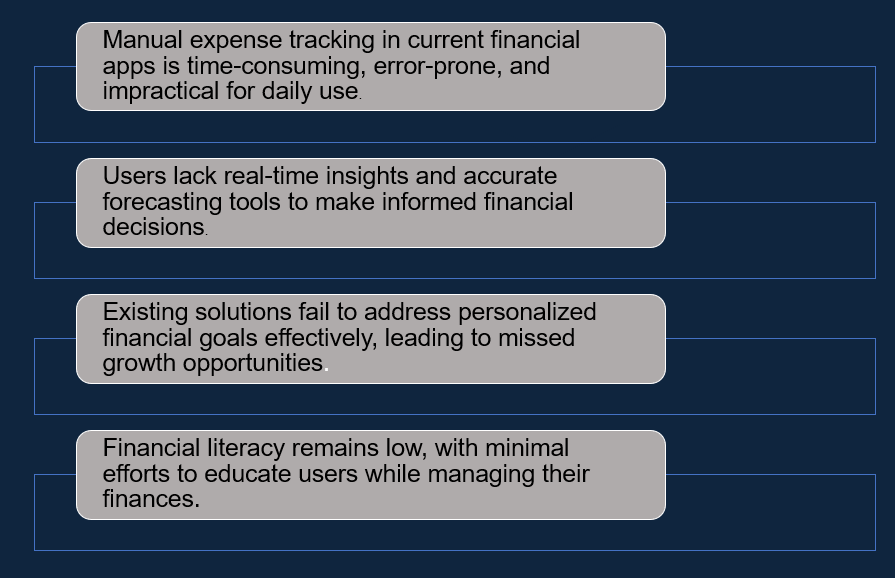 Manual expense tracking in current financial
apps is time-consuming, error-prone, and
impractical for daily use.
Users lack real-time insights and accurate
forecasting tools to make informed financial
decisions.
Existing solutions fail to address personalized
financial goals effectively, leading to missed
growth opportunities.
Financial literacy remains low, with minimal
efforts to educate users while managing their
finances.